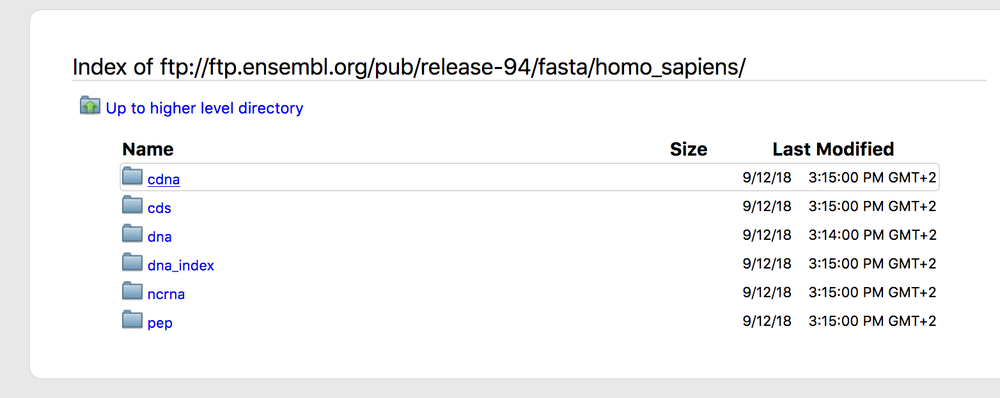 Index of ftp://ftp.ensembl.org/pub/release-94/fasta/homo_sapiens/
Up to higher level directory
Name Size Last Modified
cdna 9/12/18 3:15:00 PM GMT+2
cds 9/12/18 3:15:00 PM GMT+2
dna 9/12/18 3:14:00 PM GMT+2
dna_index 9/12/18 3:15:00 PM GMT+2
ncrna 9/12/18 3:15:00 PM GMT+2
pep 9/12/18 3:15:00 PM GMT+2